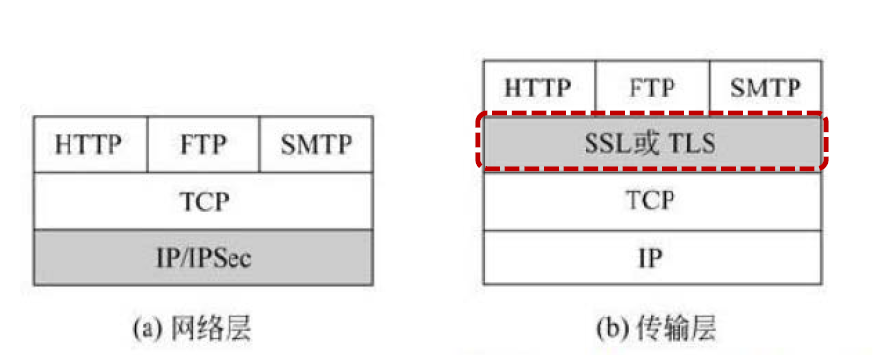 HTTP FTP SMTP
TCP
IP/IPSec
(a) 网络层
HTTP FTP SMTP
SSL或 TLS
TCP
IP
(b) 传输层